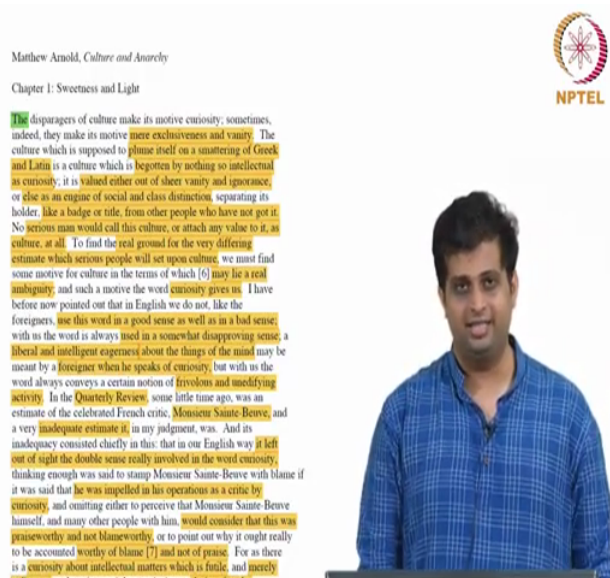 NPTEL
Matthew Arnold, Culture and Anarchy
Chapter 1: Sweetness and Light
The disparagers of culture make its motive curiosity; sometimes,
indeed, they make its motive mere exclusiveness and vanity. The
culture which is supposed to plume itself on a smattering of Greek
and Latin is a culture which is begotten by nothing so intellectual
as curiosity; it is valued either out of sheer vanity and ignorance,
or else as an engine of social and class distinction, separating its
holder, like a badge or title, from other people who have not got it.
No serious man would call this culture, or attach any value to it, as
culture, at all. To find the real ground for the very differing
estimate which serious people will set upon culture, we must find
some motive for culture in the terms of which [6] may lie a real
ambiguity; and such a motive the word curiosity gives us. I have
before now pointed out that in English we do not, like the
foreigners, use this word in a good sense as well as in a bad sense;
with us the word is always used in a somewhat disapproving sense; a
liberal and intelligent eagerness about the things of the mind may be
meant by a foreigner when he speaks of curiosity, but with us the
word always conveys a certain notion of frivolous and unedifying
activity. In the Quarterly Review, some little time ago, was an
estimate of the celebrated French critic, Monsieur Sainte-Beuve, and
a very inadequate estimate it, in my judgment, was. And its
inadequacy consisted chiefly in this: that in our English way it left
out of sight the double sense really involved in the word curiosity,
thinking enough was said to stamp Monsieur Sainte-Beuve with blame if
it was said that he was impelled in his operations as a critic by
curiosity, and omitting either to perceive that Monsieur Sainte-Beuve
himself, and many other people with him, would consider that this was
praiseworthy and not blameworthy, or to point out why it ought really
to be accounted worthy of blame [7] and not of praise. For as there
is a curiosity about intellectual matters which is futile, and merely